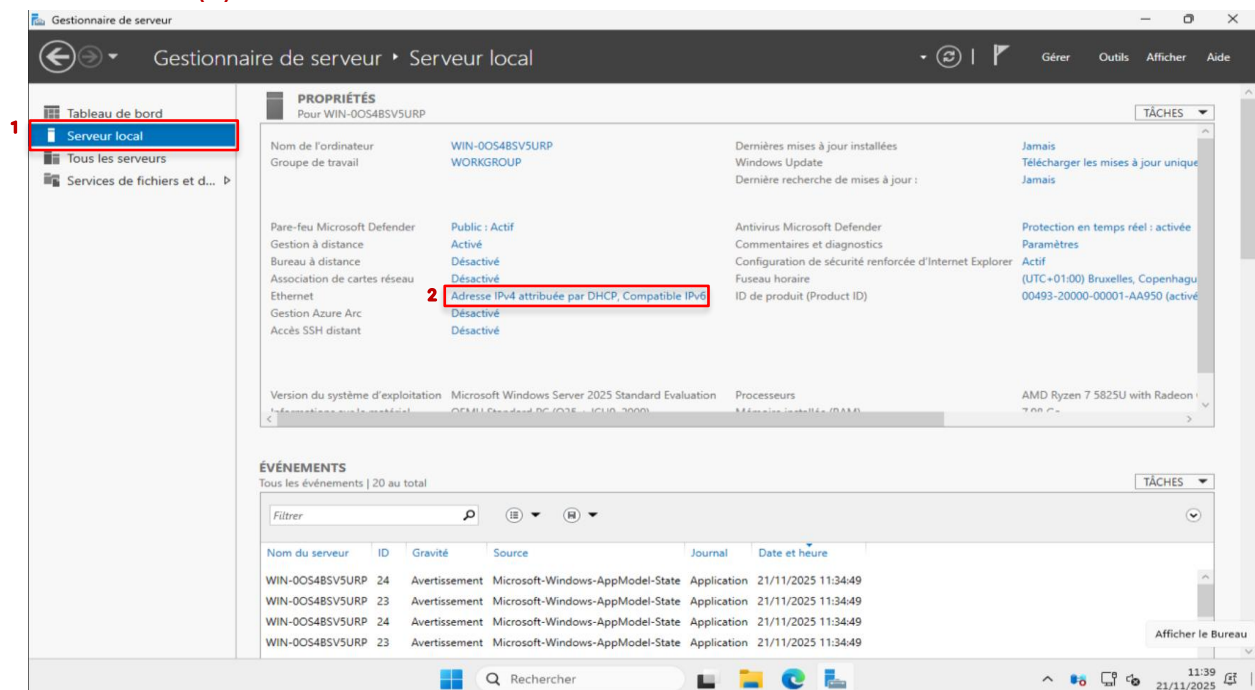 Gestionnaire de serveur
Gestionnaire de serveur ‣ Serveur local
Gérer Outils Afficher Aide
1
Tableau de bord
Serveur local
Tous les serveurs
Services de fichiers et d...
PROPRIÉTÉS
Pour WIN-0OS4BSV5URP
TÂCHES
Nom de l'ordinateur WIN-0OS4BSV5URP Dernières mises à jour installées Jamais
Groupe de travail WORKGROUP Windows Update Télécharger les mises à jour unique
Dernière recherche de mises à jour : Jamais
Pare-feu Microsoft Defender Public : Actif Antivirus Microsoft Defender Protection en temps réel : activée
Gestion à distance Activé Commentaires et diagnostics Paramètres
Bureau à distance Désactivé Configuration de sécurité renforcée d'Internet Explorer Actif
Association de cartes réseau Désactivé Fuseau horaire (UTC+01:00) Bruxelles, Copenhagu
Ethernet 2 Adresse IPv4 attribuée par DHCP, Compatible IPv6 ID de produit (Product ID) 00493-20000-00001-AA950 (activé
Gestion Azure Arc Désactivé
Accès SSH distant Désactivé
Version du système d'exploitation Microsoft Windows Server 2025 Standard Evaluation Processeurs AMD Ryzen 7 5825U with Radeon
ÉVÉNEMENTS
Tous les événements | 20 au total
TÂCHES
Filtrer
Nom du serveur ID Gravité Source Journal Date et heure
WIN-0OS4BSV5URP 24 Avertissement Microsoft-Windows-AppModel-State Application 21/11/2025 11:34:49
WIN-0OS4BSV5URP 23 Avertissement Microsoft-Windows-AppModel-State Application 21/11/2025 11:34:49
WIN-0OS4BSV5URP 24 Avertissement Microsoft-Windows-AppModel-State Application 21/11/2025 11:34:49
WIN-0OS4BSV5URP 23 Avertissement Microsoft-Windows-AppModel-State Application 21/11/2025 11:34:49
Afficher le Bureau
Rechercher
11:39
21/11/2025